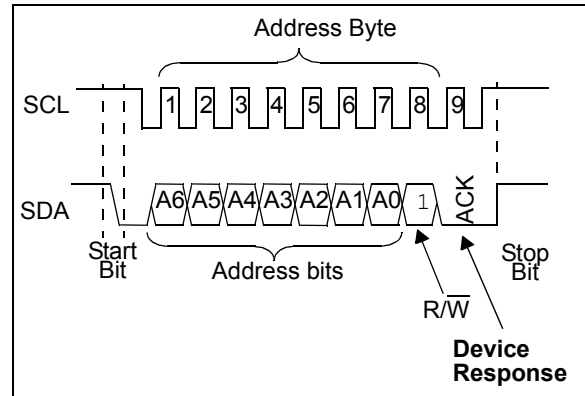 Address Byte
SCL 1 2 3 4 5 6 7 8 9
SDA A6 A5 A4 A3 A2 A1 A0 1 ACK
Start
Bit
Address bits
Stop
Bit
R/W̅
Device
Response